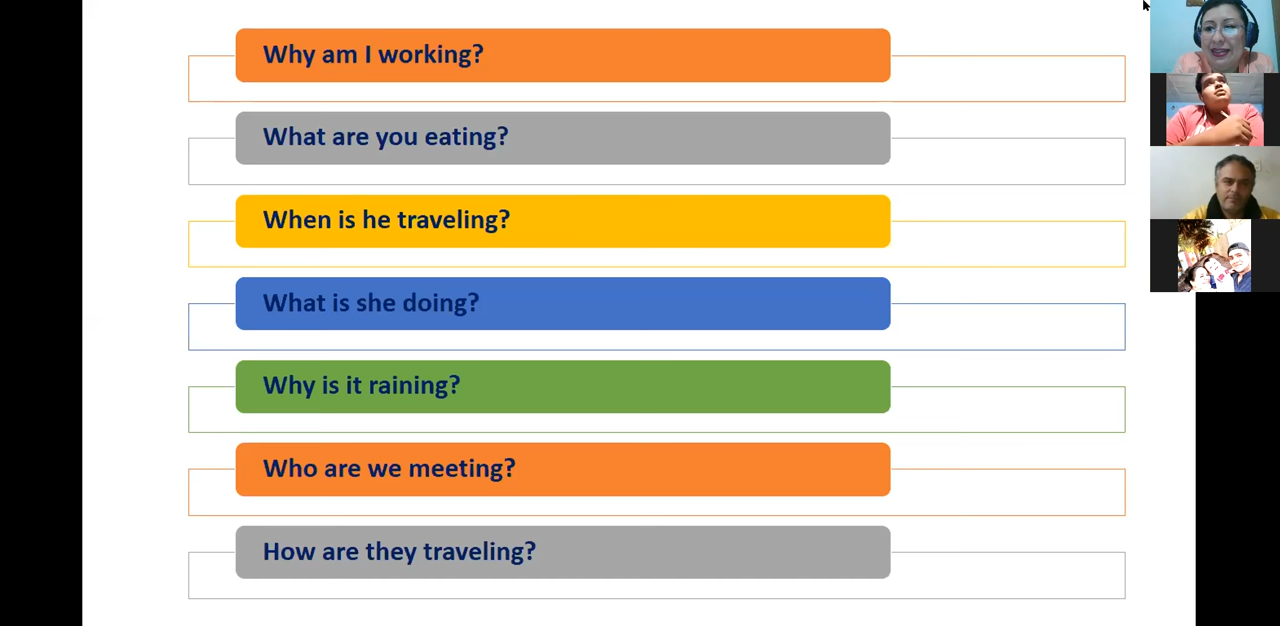 Why am I working?
What are you eating?
When is he traveling?
What is she doing?
Why is it raining?
Who are we meeting?
How are they traveling?